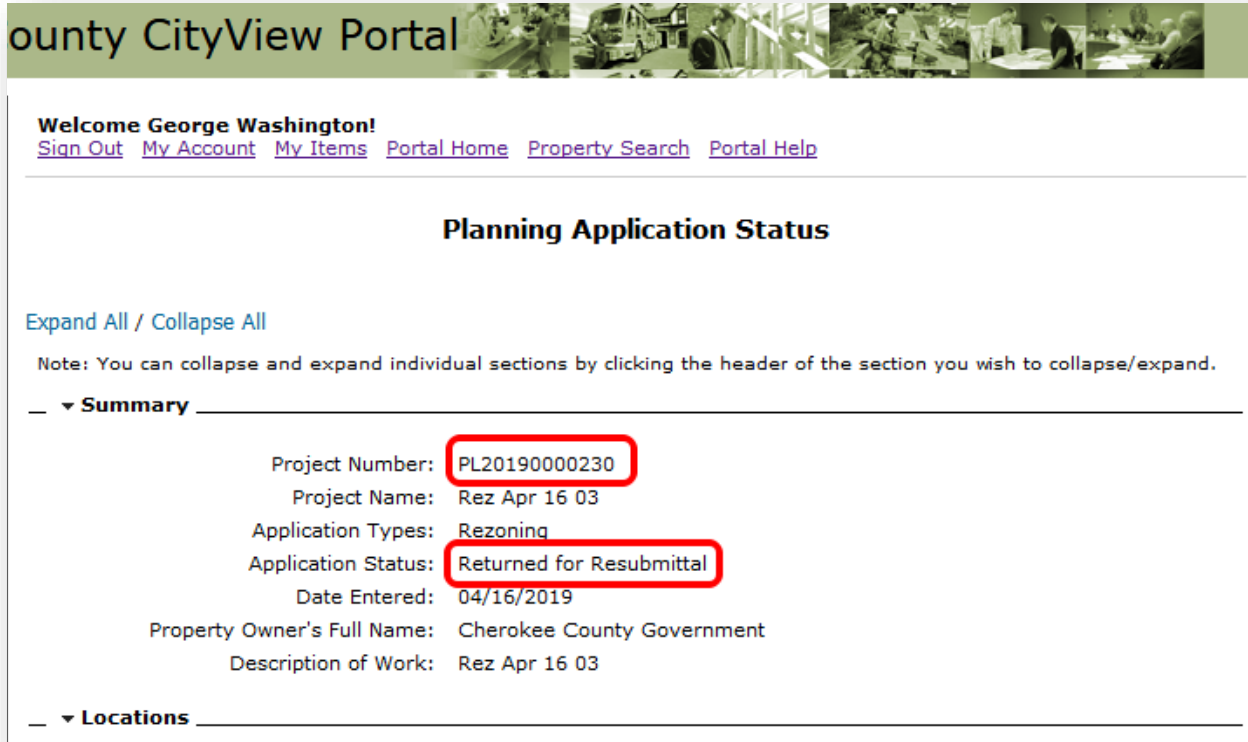 ounty CityView Portal
Welcome George Washington!
Sign Out My Account My Items Portal Home Property Search Portal Help
Planning Application Status
Expand All / Collapse All
Note: You can collapse and expand individual sections by clicking the header of the section you wish to collapse/expand.
Summary
Project Number: PL20190000230
Project Name: Rez Apr 16 03
Application Types: Rezoning
Application Status: Returned for Resubmittal
Date Entered: 04/16/2019
Property Owner's Full Name: Cherokee County Government
Description of Work: Rez Apr 16 03
Locations